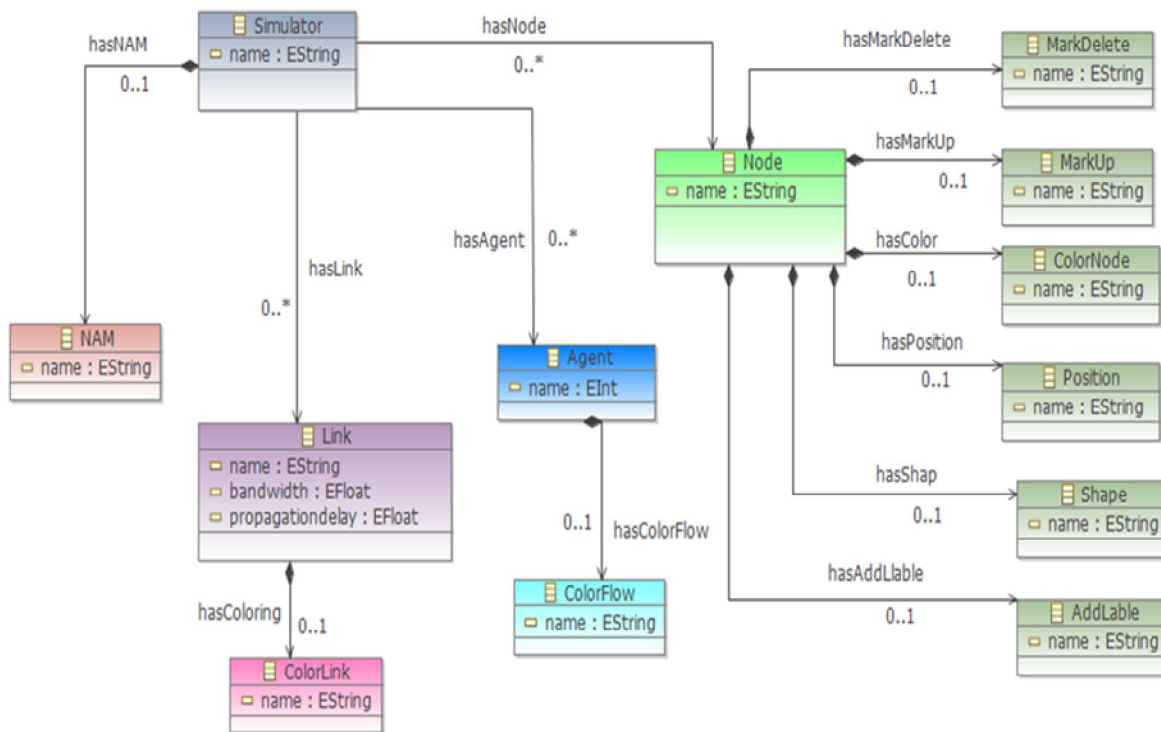 Simulator
name : EString
hasNAM
0..1
hasNode
0..*
hasMarkDelete
0..1
MarkDelete
name : EString
Node
name : EString
hasMarkUp
0..1
MarkUp
name : EString
hasColor
0..1
ColorNode
name : EString
hasAgent
0..*
hasLink
0..*
hasPosition
0..1
Position
name : EString
NAM
name : EString
Agent
name : EInt
Link
name : EString
bandwidth : EFloat
propagationdelay : EFloat
hasShap
0..1
Shape
name : EString
0..1
hasColorFlow
ColorFlow
name : EString
hasAddLlable
0..1
AddLable
name : EString
hasColoring
0..1
ColorLink
name : EString